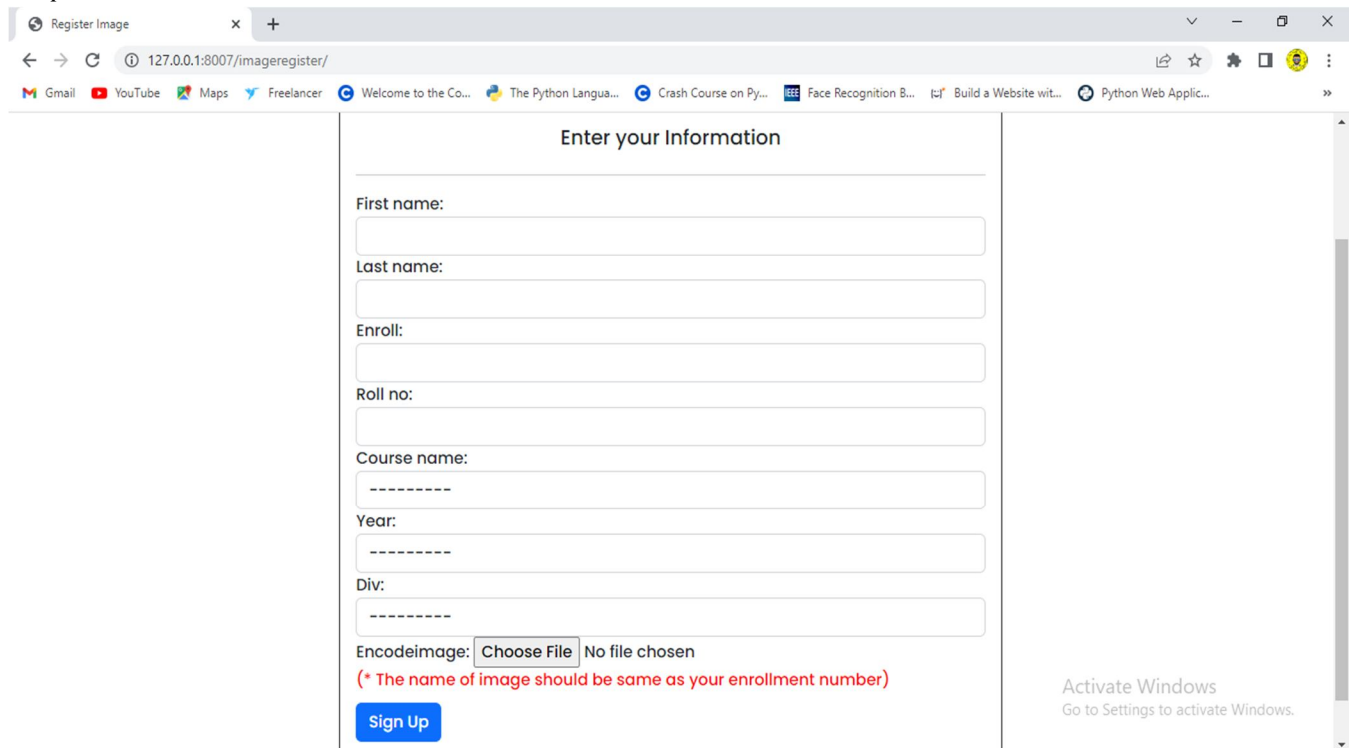 Register Image
127.0.0.1:8007/imageregister/
Gmail YouTube Maps Freelancer Welcome to the Co... The Python Langua... Crash Course on Py... IEEE Face Recognition B... Build a Website wit... Python Web Applic... »
Enter your Information
First name:
Last name:
Enroll:
Roll no:
Course name:
---------
Year:
---------
Div:
---------
Encodeimage: Choose File No file chosen
(* The name of image should be same as your enrollment number)
Activate Windows
Go to Settings to activate Windows.
Sign Up